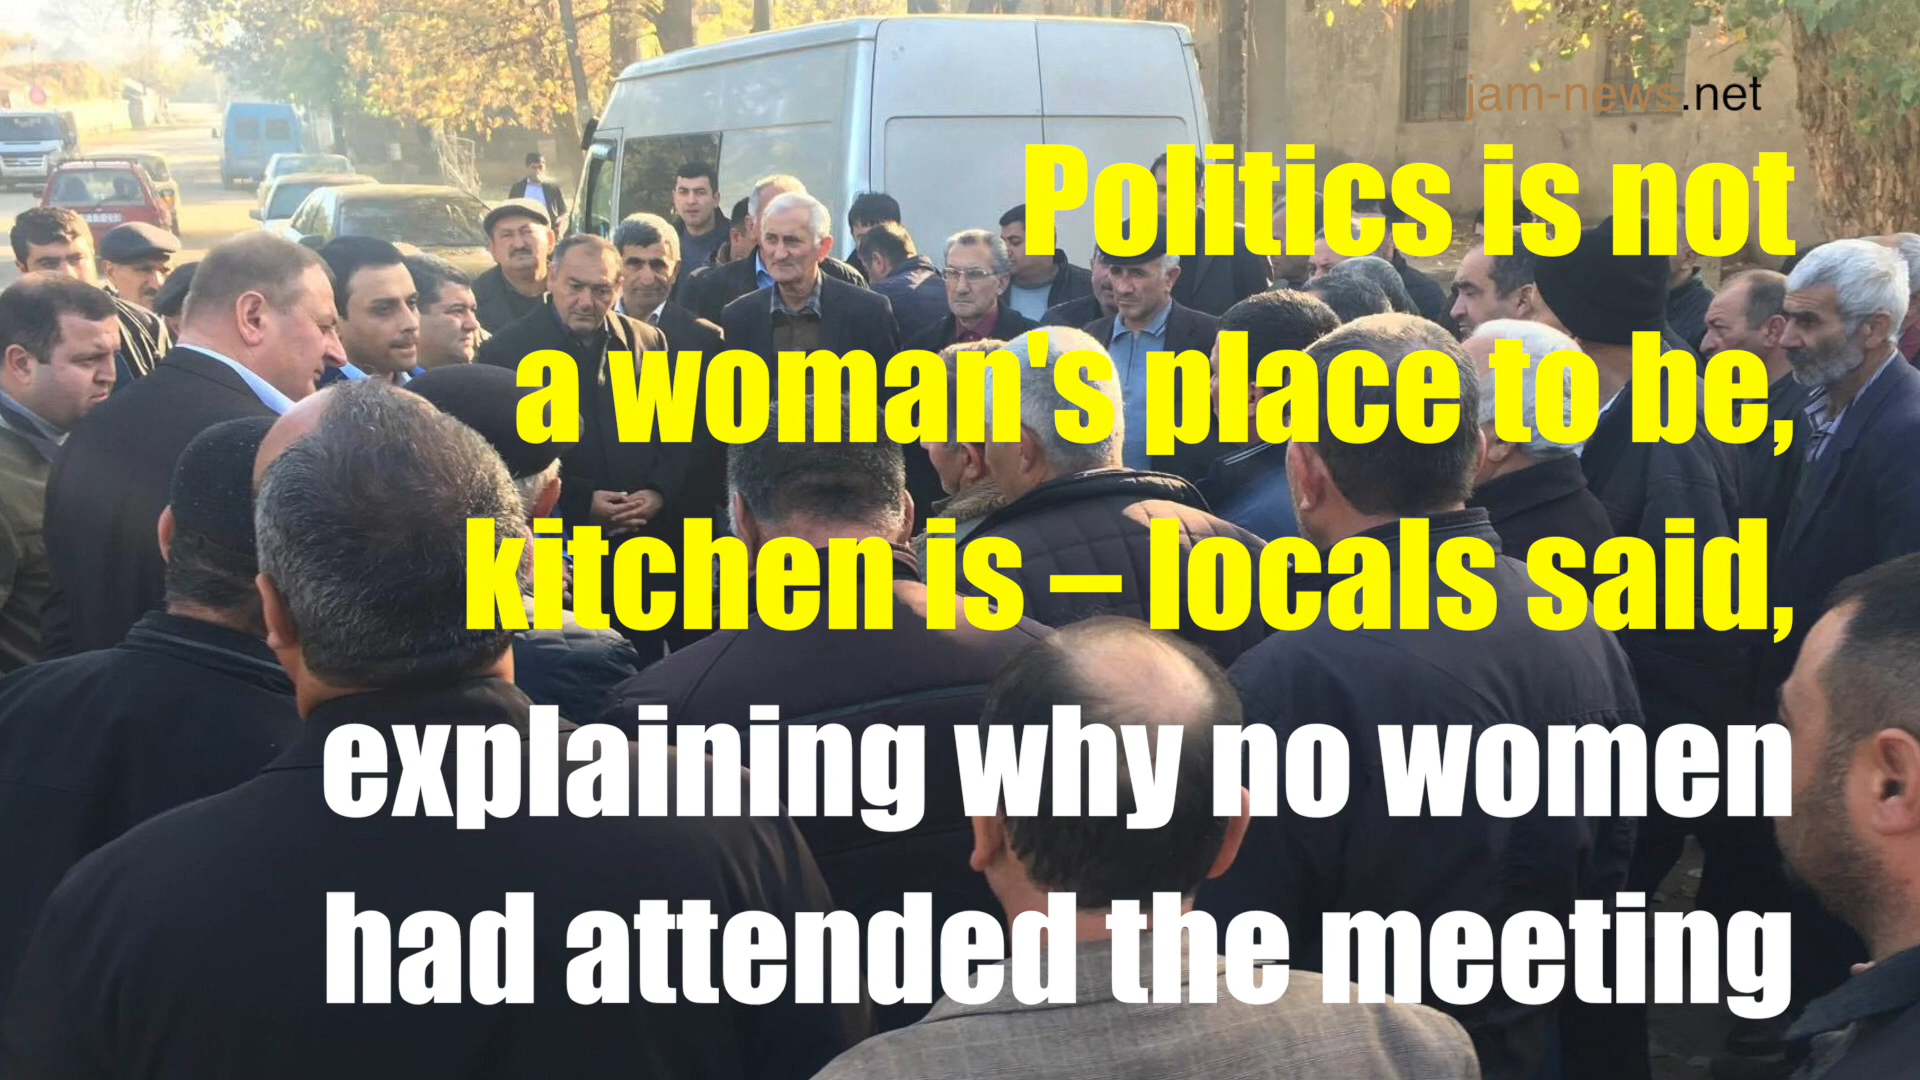 jam-news.net
Politics is not
a woman's place to be,
kitchen is – locals said,
explaining why no women
had attended the meeting